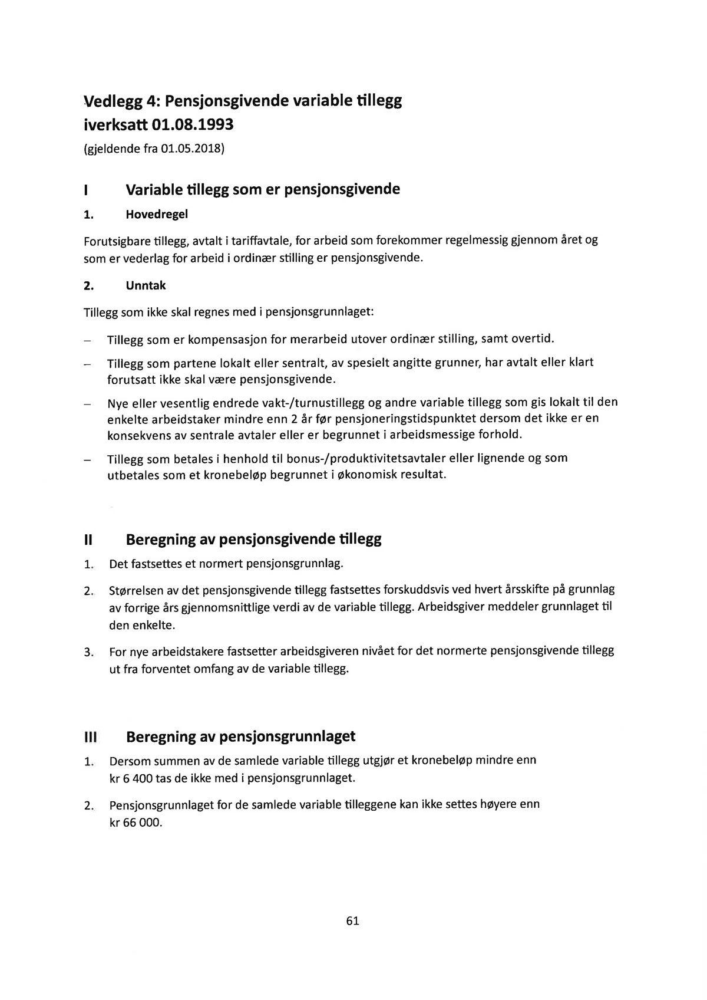 Vedlegg 4: Pensjonsgivende variable tillegg
iverksatt 01.08.1993
(gjeldende fra 01.05.2018)
I Variable tillegg som er pensjonsgivende
1. Hovedregel
Forutsigbare tillegg, avtalt i tariffavtale, for arbeid som forekommer regelmessig gjennom året og
som er vederlag for arbeid i ordinær stilling er pensjonsgivende.
2. Unntak
Tillegg som ikke skal regnes med i pensjonsgrunnlaget:
– Tillegg som er kompensasjon for merarbeid utover ordinær stilling, samt overtid.
– Tillegg som partene lokalt eller sentralt, av spesielt angitte grunner, har avtalt eller klart
forutsatt ikke skal være pensjonsgivende.
– Nye eller vesentlig endrede vakt-/turnustillegg og andre variable tillegg som gis lokalt til den
enkelte arbeidstaker mindre enn 2 år før pensjoneringstidspunktet dersom det ikke er en
konsekvens av sentrale avtaler eller er begrunnet i arbeidsmessige forhold.
– Tillegg som betales i henhold til bonus-/produktivitetsavtaler eller lignende og som
utbetales som et kronebeløp begrunnet i økonomisk resultat.
II Beregning av pensjonsgivende tillegg
1. Det fastsettes et normert pensjonsgrunnlag.
2. Størrelsen av det pensjonsgivende tillegg fastsettes forskuddsvis ved hvert årsskifte på grunnlag
av forrige års gjennomsnittlige verdi av de variable tillegg. Arbeidsgiver meddeler grunnlaget til
den enkelte.
3. For nye arbeidstakere fastsetter arbeidsgiveren nivået for det normerte pensjonsgivende tillegg
ut fra forventet omfang av de variable tillegg.
III Beregning av pensjonsgrunnlaget
1. Dersom summen av de samlede variable tillegg utgjør et kronebeløp mindre enn
kr 6 400 tas de ikke med i pensjonsgrunnlaget.
2. Pensjonsgrunnlaget for de samlede variable tilleggene kan ikke settes høyere enn
kr 66 000.
61